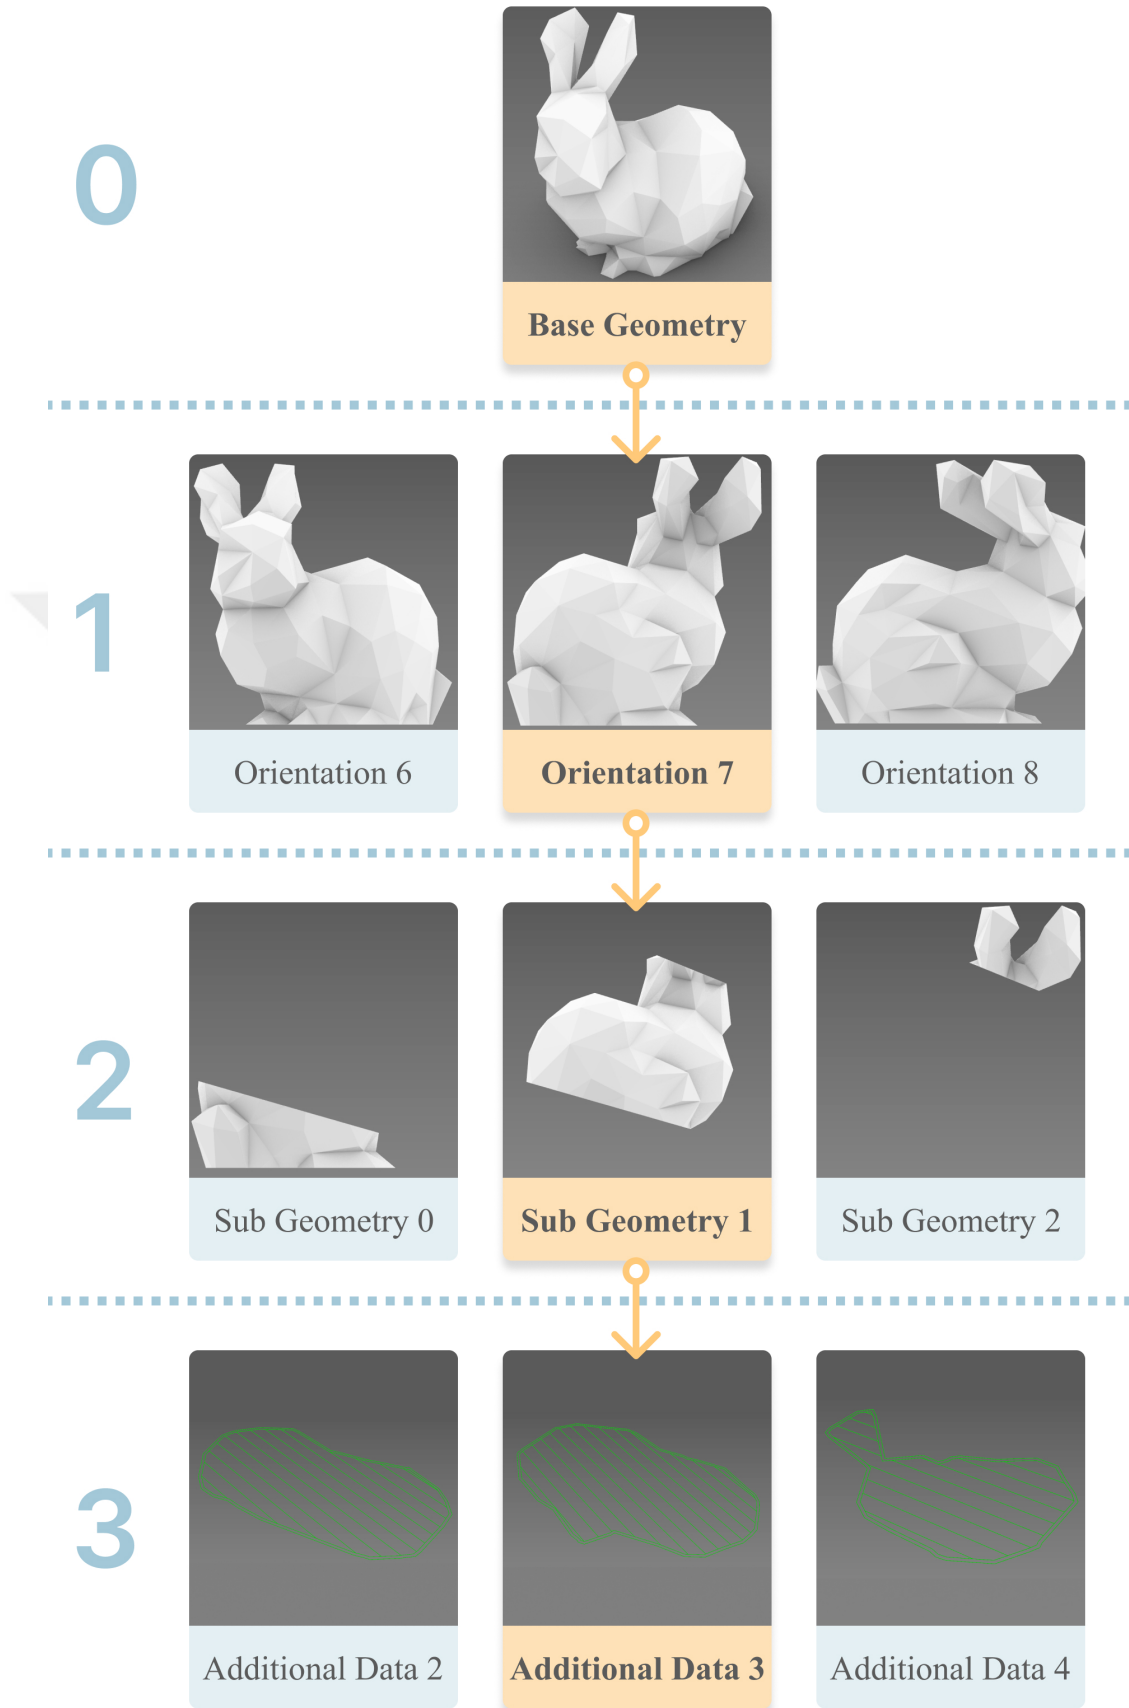 0
Base Geometry
1
Orientation 6
Orientation 7
Orientation 8
2
Sub Geometry 0
Sub Geometry 1
Sub Geometry 2
3
Additional Data 2
Additional Data 3
Additional Data 4